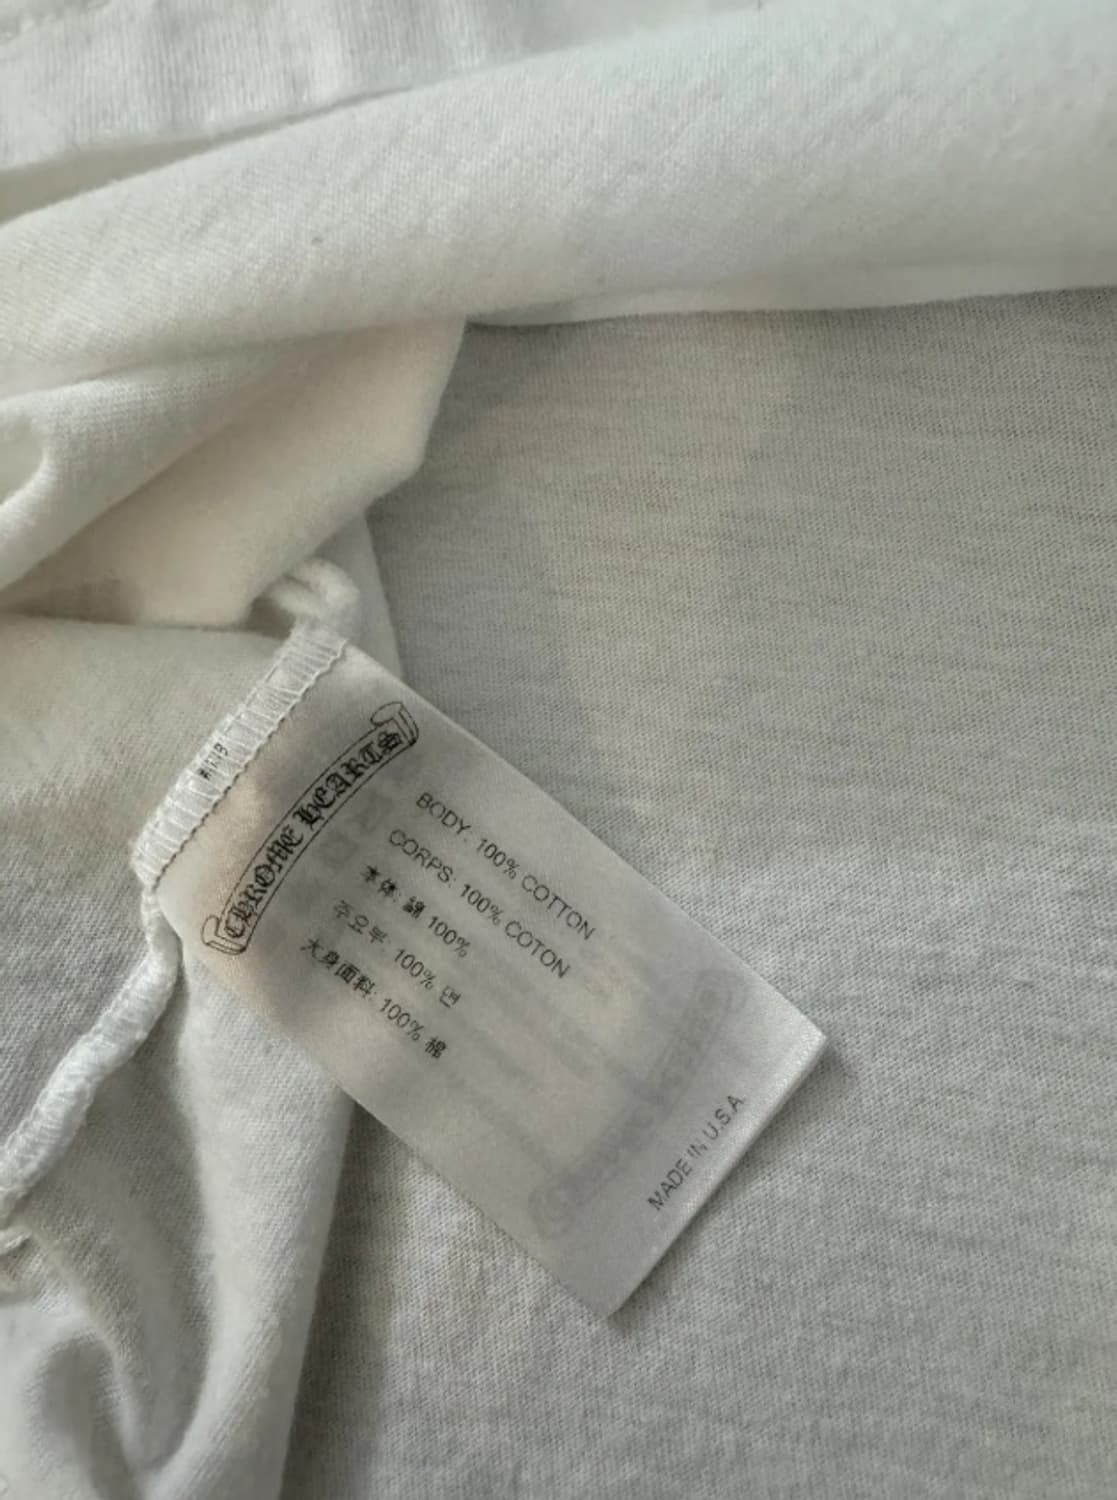 CHROME HEARTS
BODY: 100% COTTON
CORPS: 100% COTON
本体: 綿 100%
주요부: 100% 면
大身面料: 100% 棉
MADE IN U.S.A.